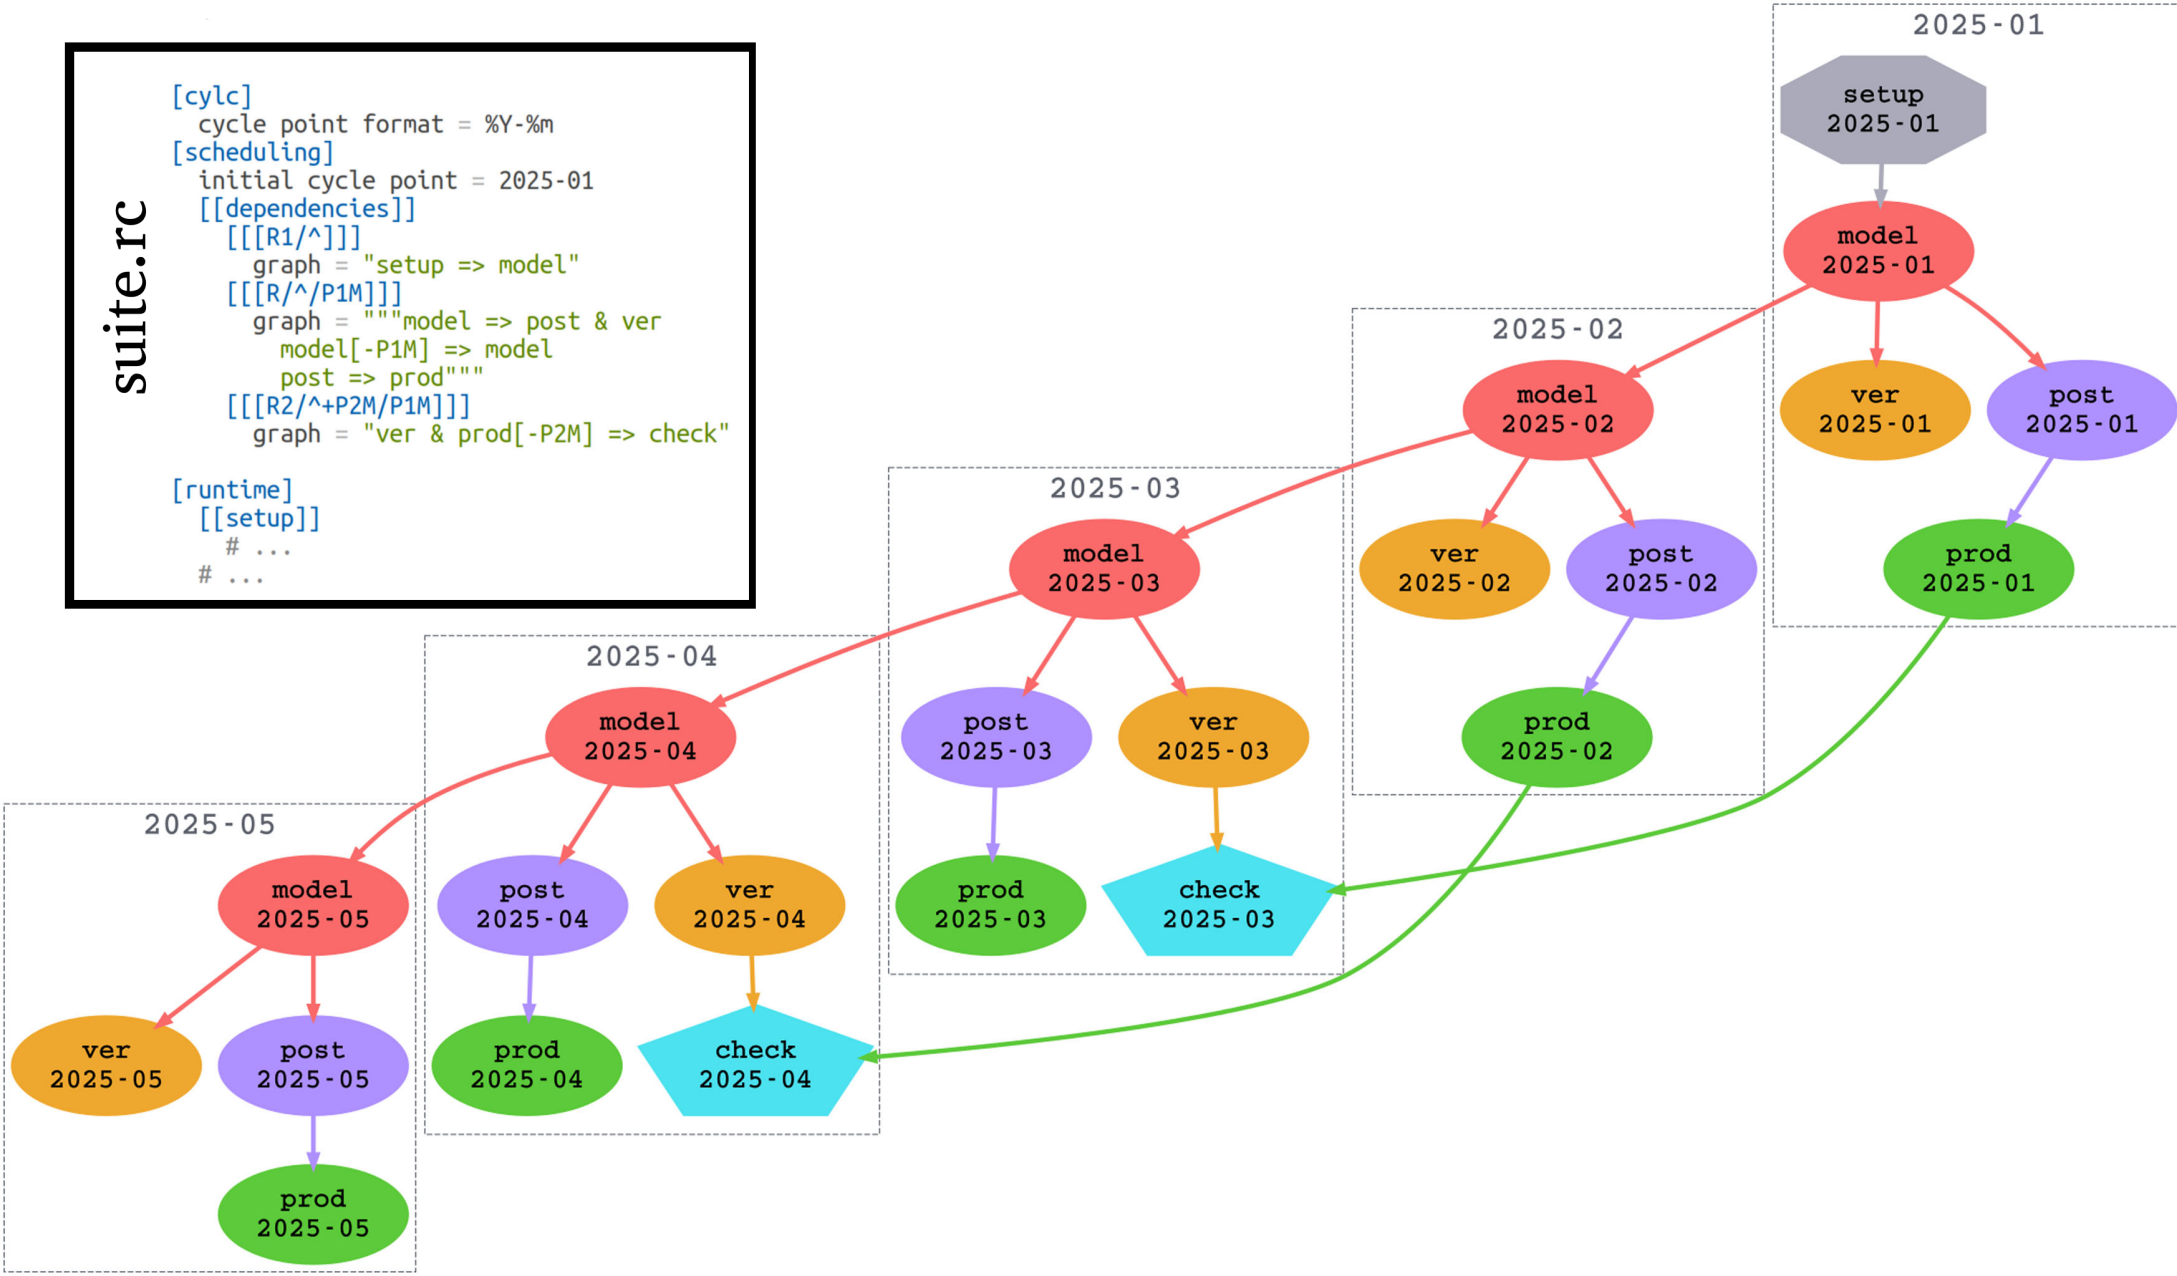 suite.rc
[cylc]
cycle point format = %Y-%m
[scheduling]
initial cycle point = 2025-01
[[dependencies]]
[[[R1/^]]]
graph = "setup => model"
[[[R/^/P1M]]]
graph = """model => post & ver
model[-P1M] => model
post => prod"""
[[[R2/^+P2M/P1M]]]
graph = "ver & prod[-P2M] => check"
[runtime]
[[setup]]
# ...
# ...
2025-01
setup
2025-01
model
2025-01
ver
2025-01
post
2025-01
prod
2025-01
2025-02
model
2025-02
ver
2025-02
post
2025-02
prod
2025-02
2025-03
model
2025-03
post
2025-03
ver
2025-03
prod
2025-03
check
2025-03
2025-04
model
2025-04
post
2025-04
ver
2025-04
prod
2025-04
check
2025-04
2025-05
model
2025-05
ver
2025-05
post
2025-05
prod
2025-05